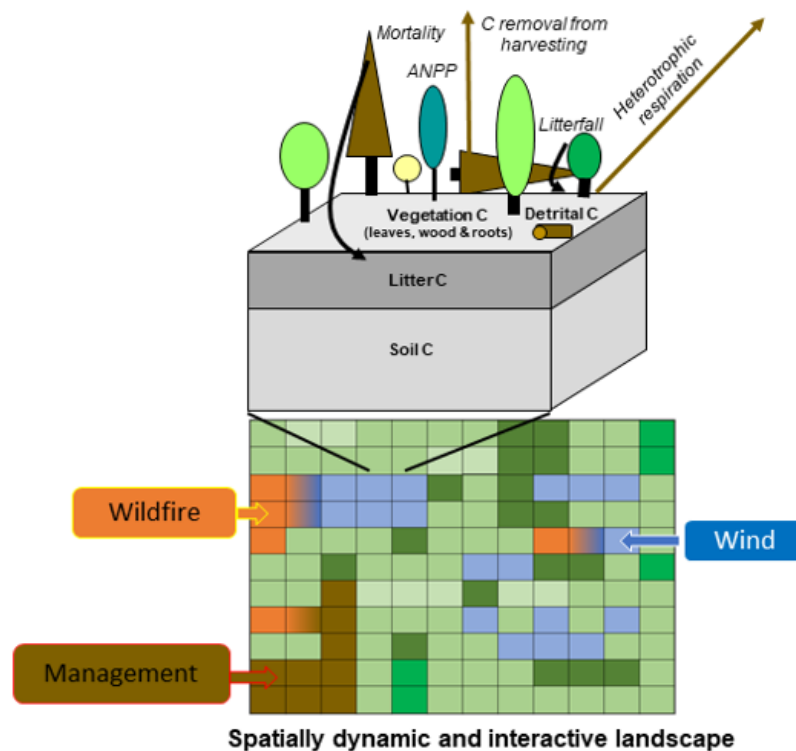 Mortality
C removal from
harvesting
ANPP
Heterotrophic
respiration
Litterfall
Vegetation C
(leaves, wood & roots)
Detrital C
Litter C
Soil C
Wildfire
Wind
Management
Spatially dynamic and interactive landscape